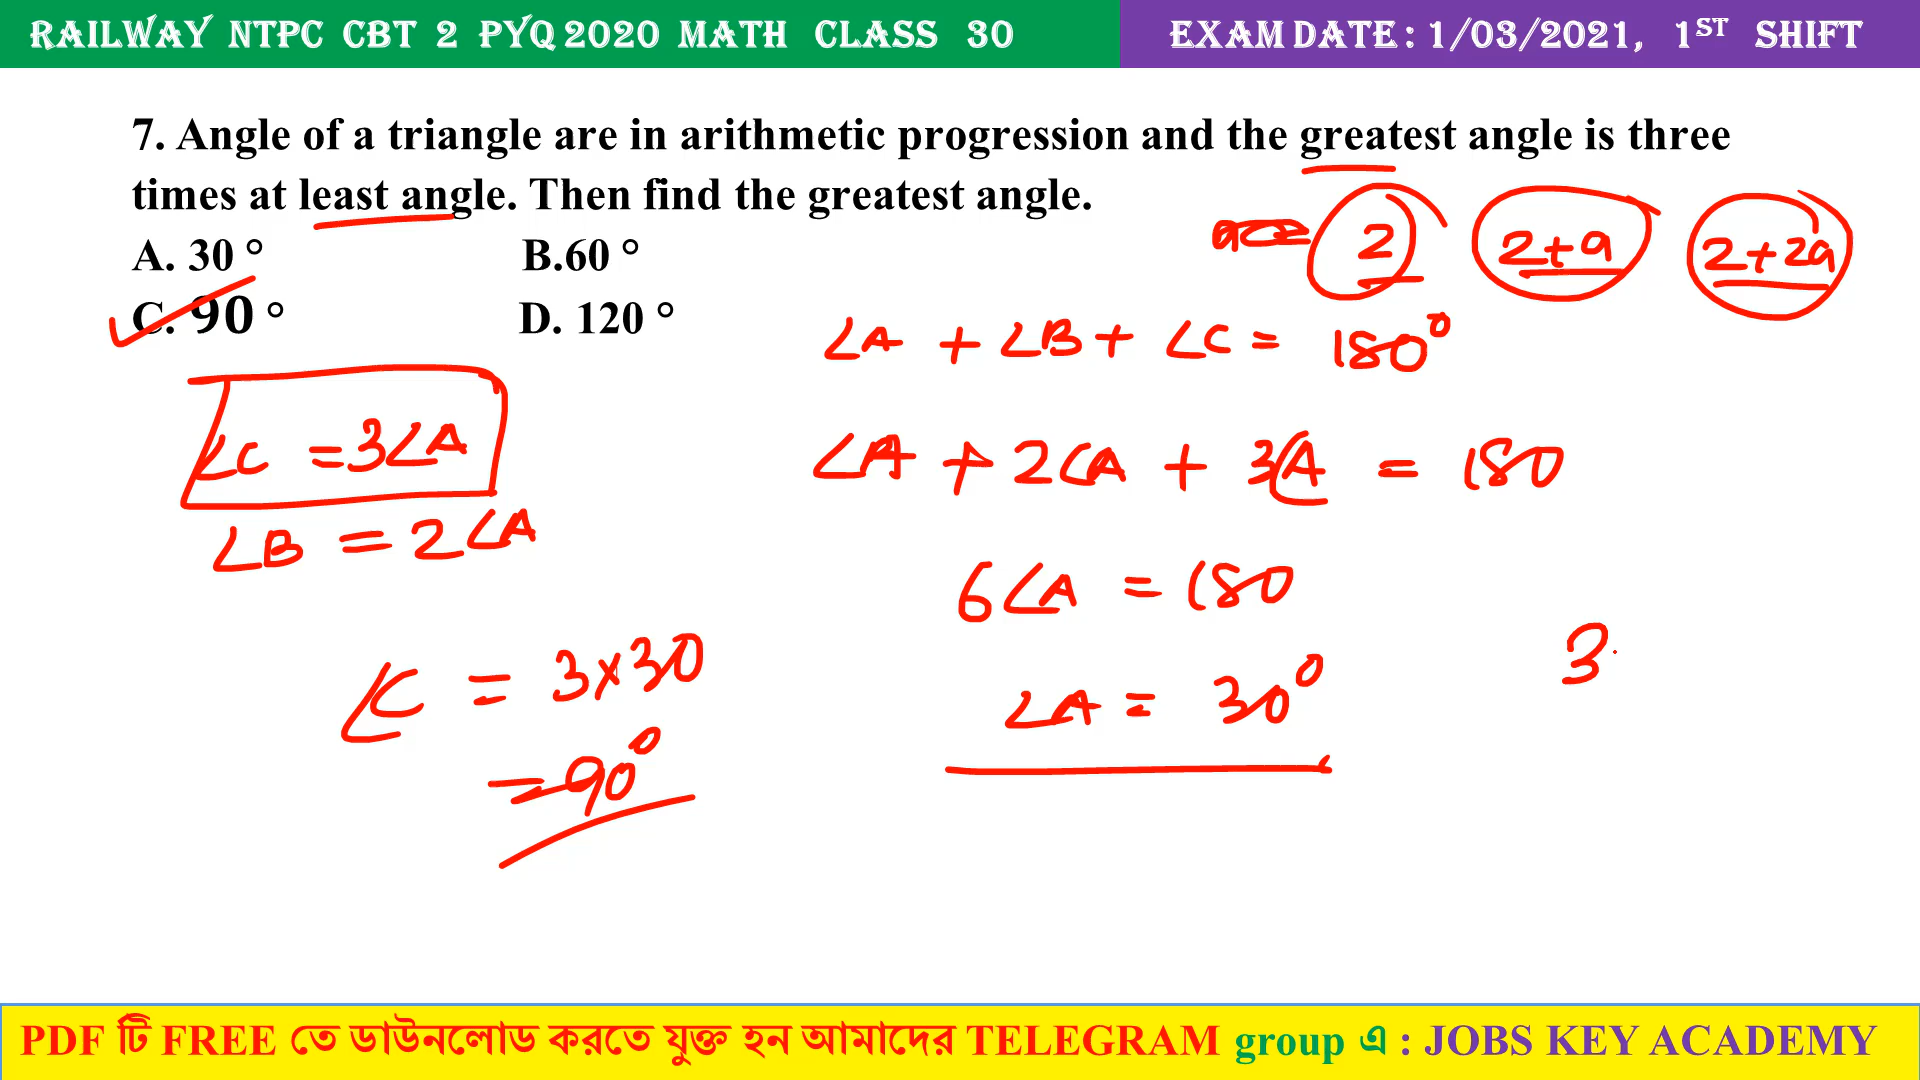 RAILWAY NTPC CBT 2 PYQ 2020 MATH CLASS 30
EXAM DATE : 1/03/2021, 1ST SHIFT
7. Angle of a triangle are in arithmetic progression and the greatest angle is three
times at least angle. Then find the greatest angle.
A. 30 °
B.60 °
C. 90 °
D. 120 °
2 2+a 2+2a
∠A + ∠B + ∠C = 180°
∠C = 3∠A
∠A + 2∠A + 3∠A = 180
∠B = 2∠A
6∠A = 180
∠C = 3×30
∠A = 30°
3
= 90°
PDF টি FREE তে ডাউনলোড করতে যুক্ত হন আমাদের TELEGRAM group এ : JOBS KEY ACADEMY